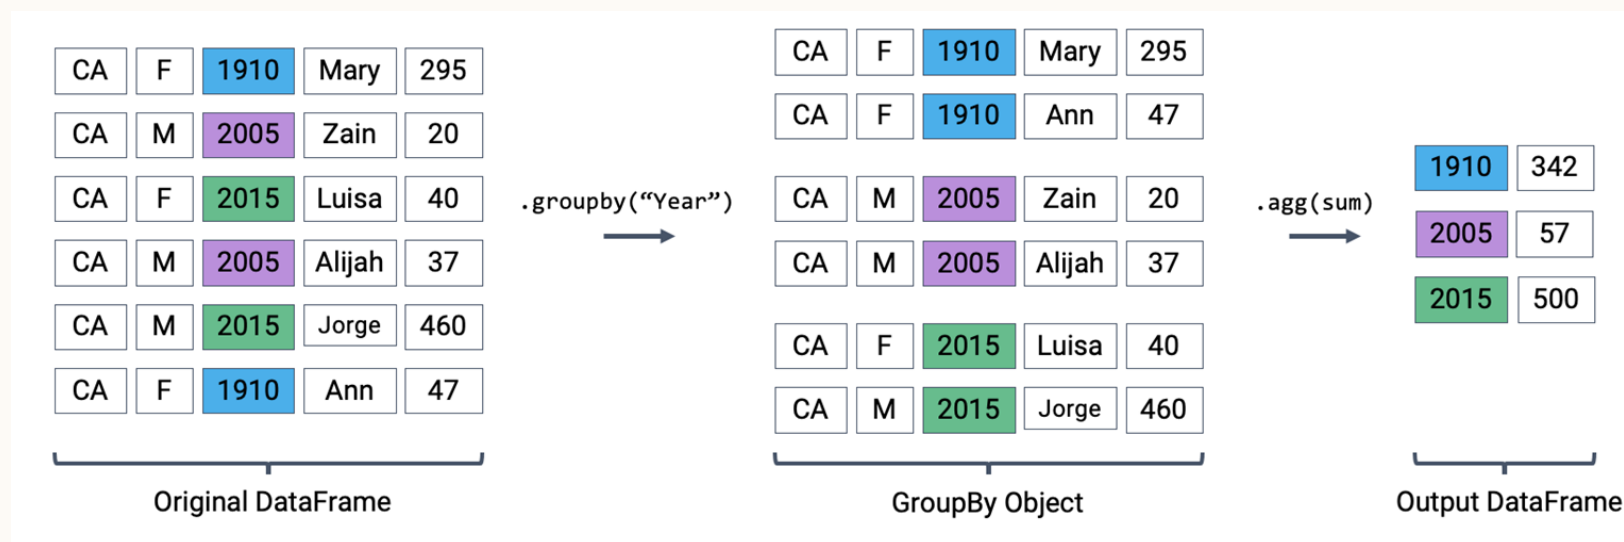 CA F 1910 Mary 295
CA M 2005 Zain 20
CA F 2015 Luisa 40
CA M 2005 Alijah 37
CA M 2015 Jorge 460
CA F 1910 Ann 47
Original DataFrame
.groupby(“Year”)
CA F 1910 Mary 295
CA F 1910 Ann 47
CA M 2005 Zain 20
CA M 2005 Alijah 37
CA F 2015 Luisa 40
CA M 2015 Jorge 460
GroupBy Object
.agg(sum)
1910 342
2005 57
2015 500
Output DataFrame